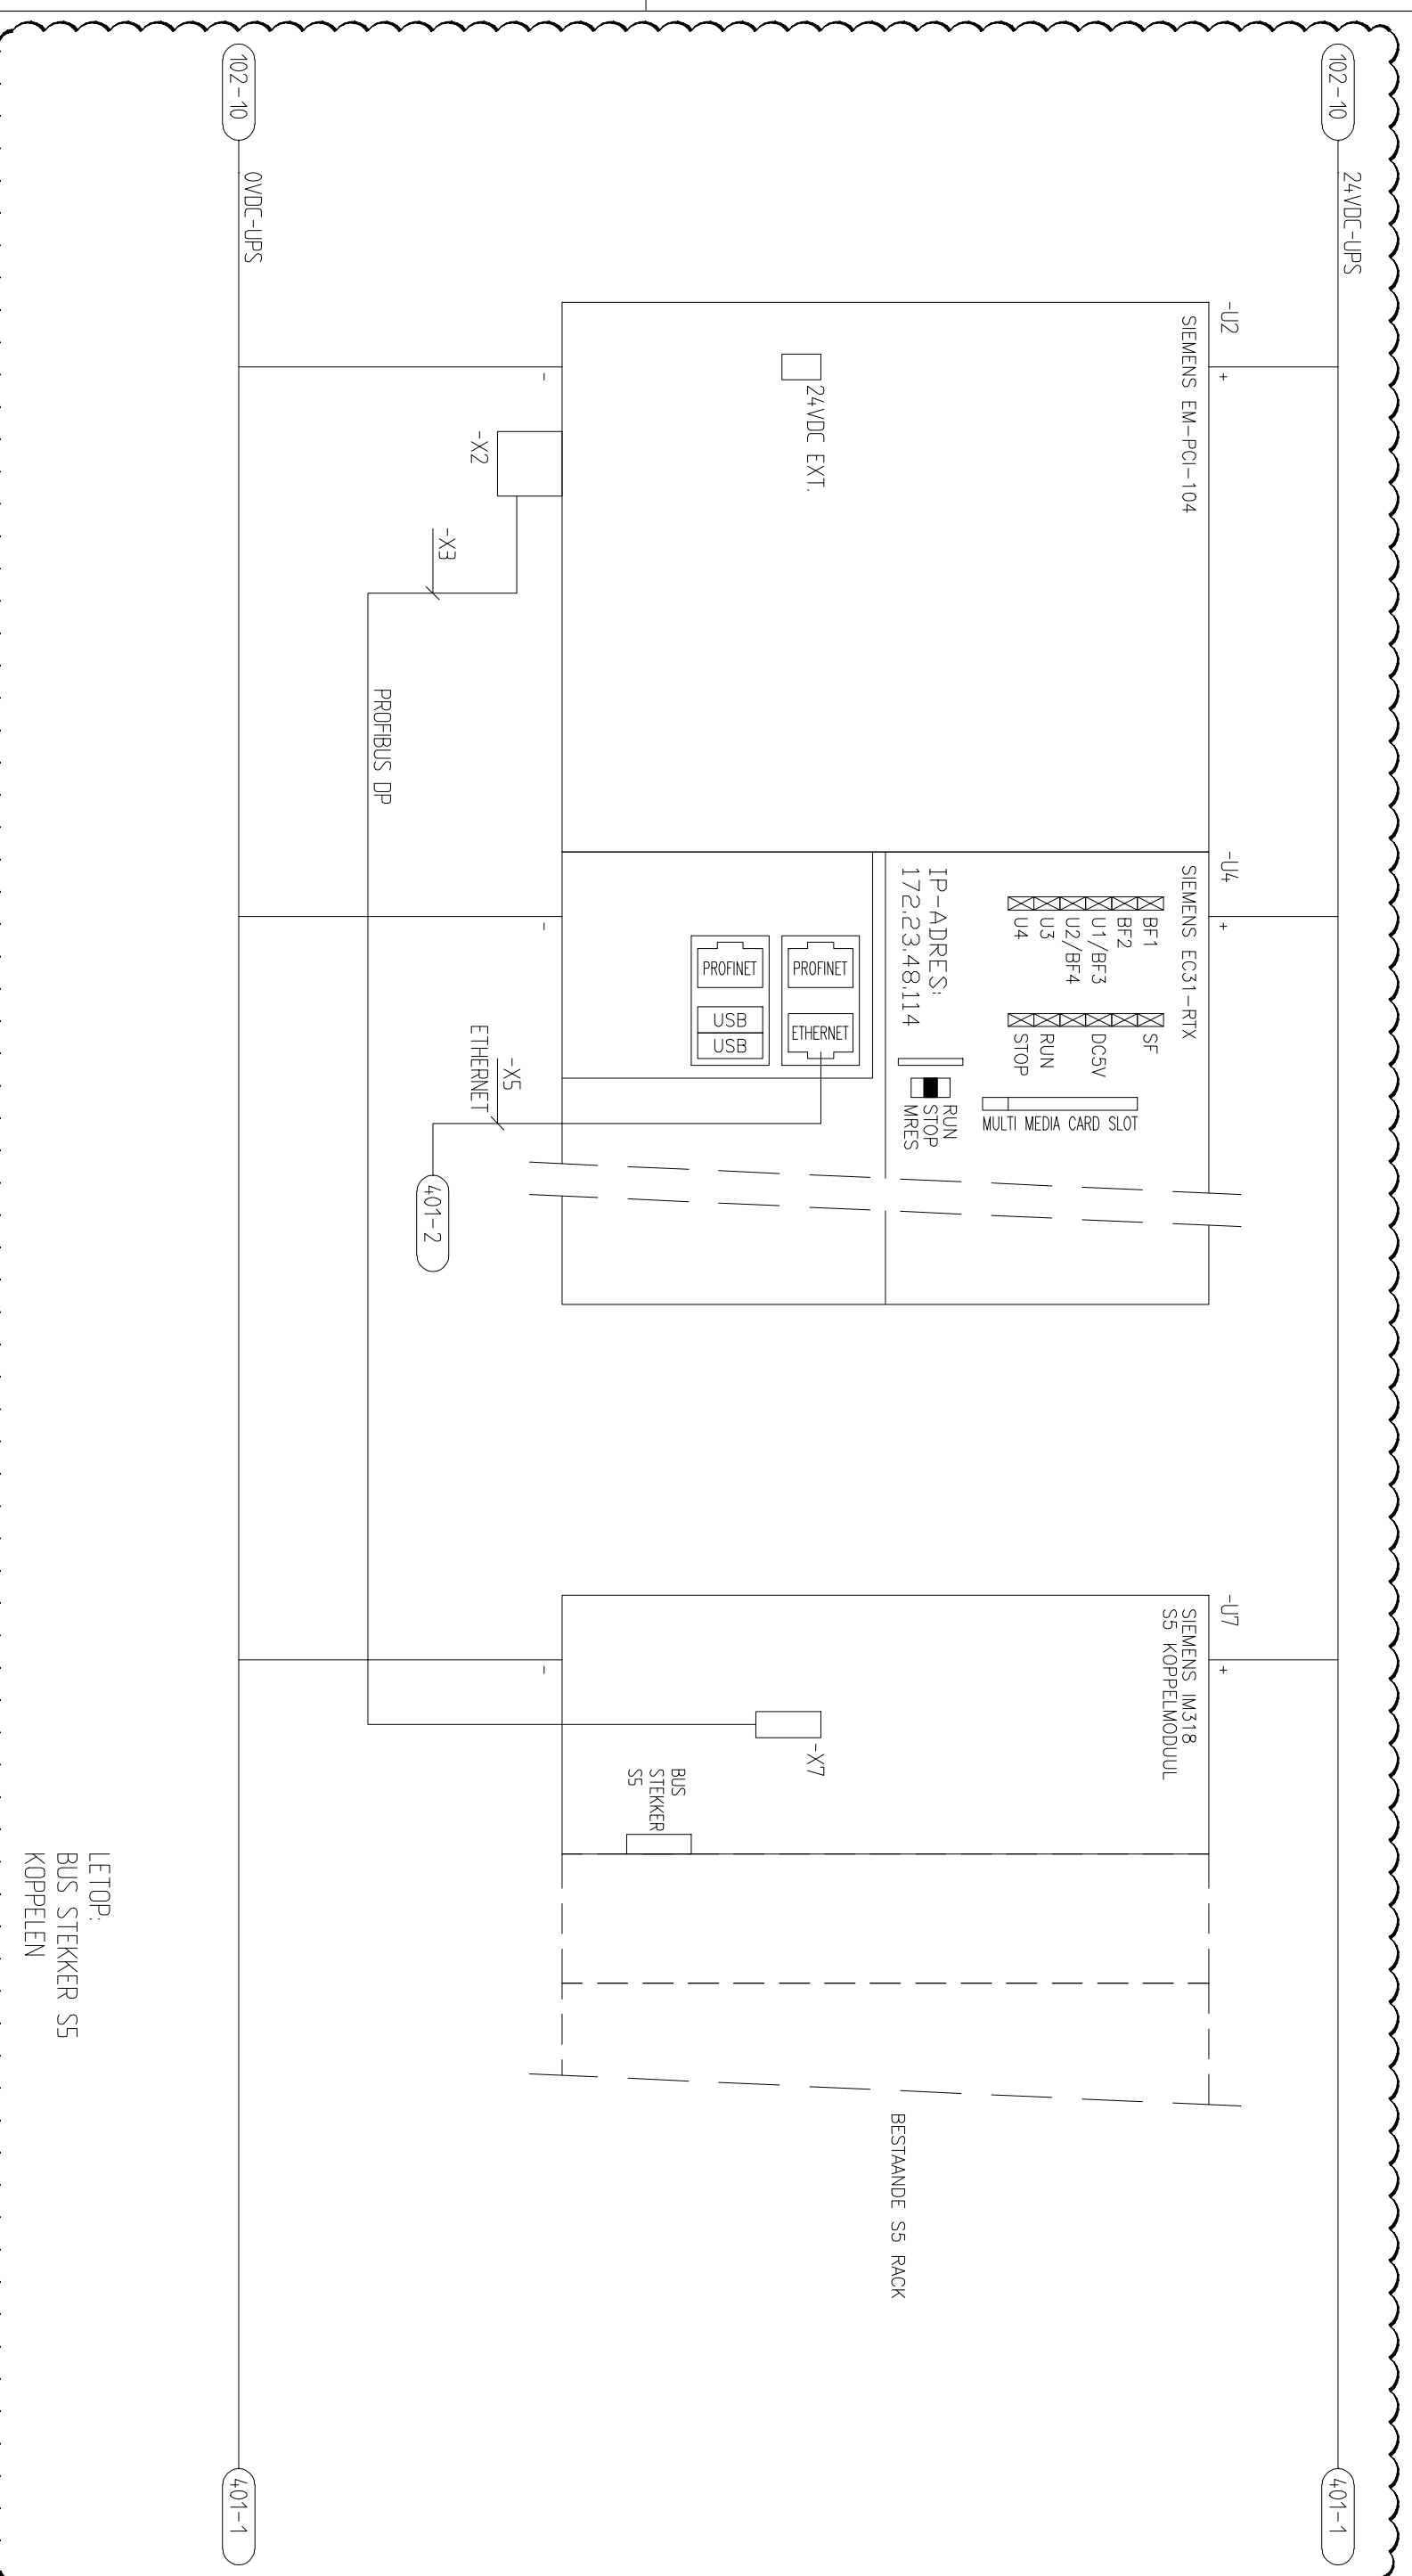 102-10
24VDC-UPS
401-1
-U2
+
SIEMENS EM-PCI-104
24VDC EXT.
-
-X2
-X3
PROFIBUS DP
-U4
+
SIEMENS EC31-RTX
BF1
BF2
U1/BF3
U2/BF4
U3
U4
SF
DC5V
RUN
STOP
MULTI MEDIA CARD SLOT
IP-ADRES:
172.23.48.114
RUN
STOP
MRES
PROFINET
ETHERNET
PROFINET
USB
USB
-
-X5
ETHERNET
401-2
-U7
+
SIEMENS IM318
S5 KOPPELMODUUL
-X7
BUS
STEKKER
S5
-
BESTAANDE S5 RACK
102-10
0VDC-UPS
401-1
LETOP:
BUS STEKKER S5
KOPPELEN